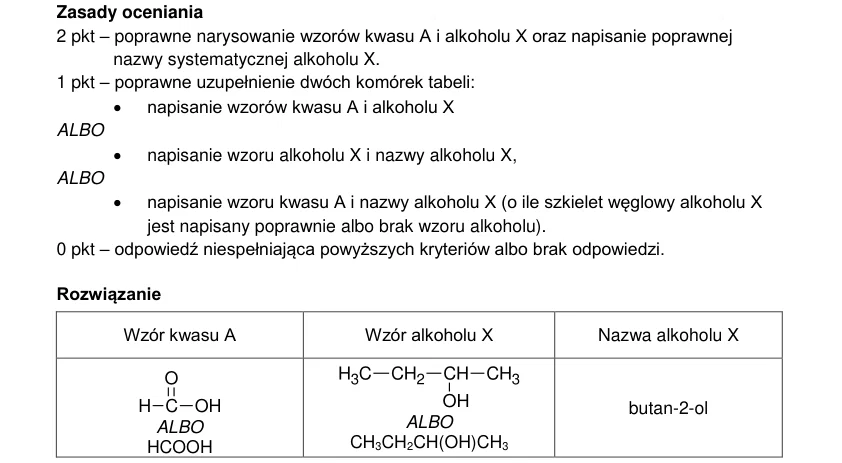 Zasady oceniania
2 pkt – poprawne narysowanie wzorów kwasu A i alkoholu X oraz napisanie poprawnej
nazwy systematycznej alkoholu X.
1 pkt – poprawne uzupełnienie dwóch komórek tabeli:
• napisanie wzorów kwasu A i alkoholu X
ALBO
• napisanie wzoru alkoholu X i nazwy alkoholu X,
ALBO
• napisanie wzoru kwasu A i nazwy alkoholu X (o ile szkielet węglowy alkoholu X
jest napisany poprawnie albo brak wzoru alkoholu).
0 pkt – odpowiedź niespełniająca powyższych kryteriów albo brak odpowiedzi.
Rozwiązanie
Wzór kwasu A
Wzór alkoholu X
Nazwa alkoholu X
O
H–C–OH
ALBO
HCOOH
H₃C–CH₂–CH–CH₃
OH
ALBO
CH₃CH₂CH(OH)CH₃
butan-2-ol